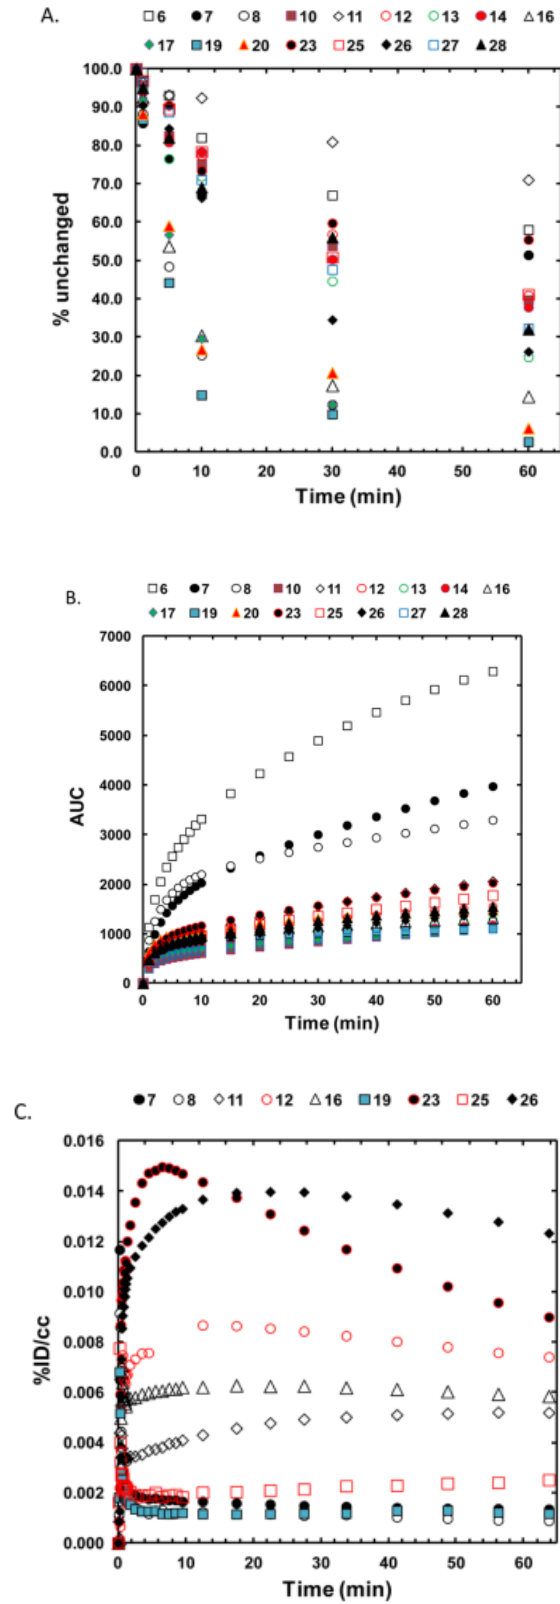 A.
6 7 8 10 11 12 13 14 16
17 19 20 23 25 26 27 28
100.0
90.0
80.0
70.0
60.0
50.0
40.0
30.0
20.0
10.0
0.0
% unchanged
0 10 20 30 40 50 60
Time (min)
B.
6 7 8 10 11 12 13 14 16
17 19 20 23 25 26 27 28
7000
6000
5000
4000
3000
2000
1000
0
AUC
0 10 20 30 40 50 60
Time (min)
C.
7 8 11 12 16 19 23 25 26
0.016
0.014
0.012
0.010
0.008
0.006
0.004
0.002
0.000
%ID/cc
0 10 20 30 40 50 60
Time (min)